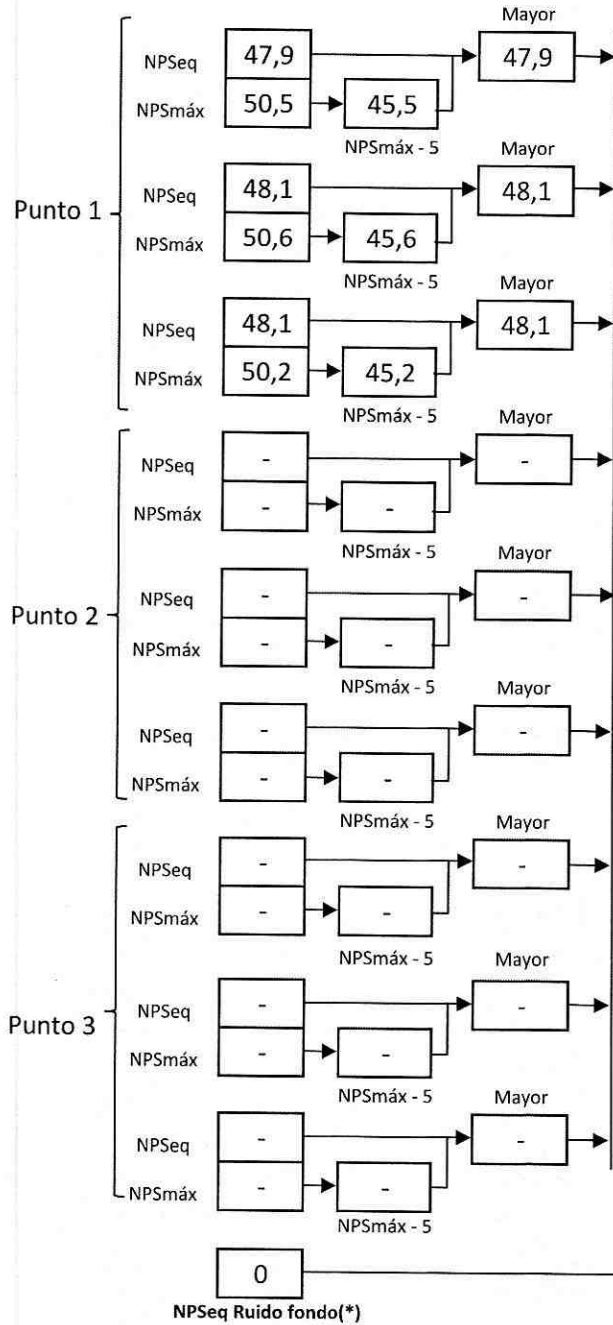 Mayor
NPSeq 47,9 47,9
NPSmáx 50,5 45,5
NPSmáx - 5
Mayor
Punto 1
NPSeq 48,1 48,1
NPSmáx 50,6 45,6
NPSmáx - 5
Mayor
NPSeq 48,1 48,1
NPSmáx 50,2 45,2
NPSmáx - 5
Mayor
NPSeq - -
NPSmáx - -
NPSmáx - 5
Mayor
Punto 2
NPSeq - -
NPSmáx - -
NPSmáx - 5
Mayor
NPSeq - -
NPSmáx - -
NPSmáx - 5
Mayor
NPSeq - -
NPSmáx - -
NPSmáx - 5
Mayor
Punto 3
NPSeq - -
NPSmáx - -
NPSmáx - 5
Mayor
NPSeq - -
NPSmáx - -
NPSmáx - 5
0
NPSeq Ruido fondo(*)